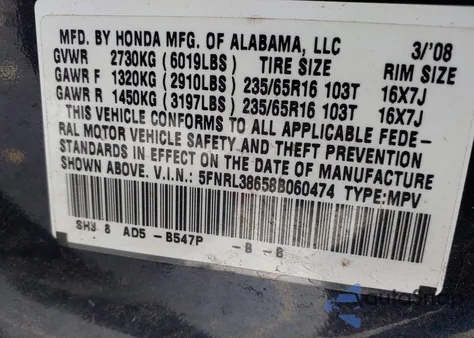 MFD. BY HONDA MFG. OF ALABAMA, LLC 3/'08
GVWR 2730KG (6019LBS) TIRE SIZE RIM SIZE
GAWR F 1320KG (2910LBS) 235/65R16 103T 16X7J
GAWR R 1450KG (3197LBS) 235/65R16 103T 16X7J
THIS VEHICLE CONFORMS TO ALL APPLICABLE FEDE-
RAL MOTOR VEHICLE SAFETY AND THEFT PREVENTION
STANDARDS IN EFFECT ON THE DATE OF MANUFACTURE
SHOWN ABOVE. V.I.N.: 5FNRL38658B060474 TYPE:MPV
SH3 8 AD5 - B547P - B - B